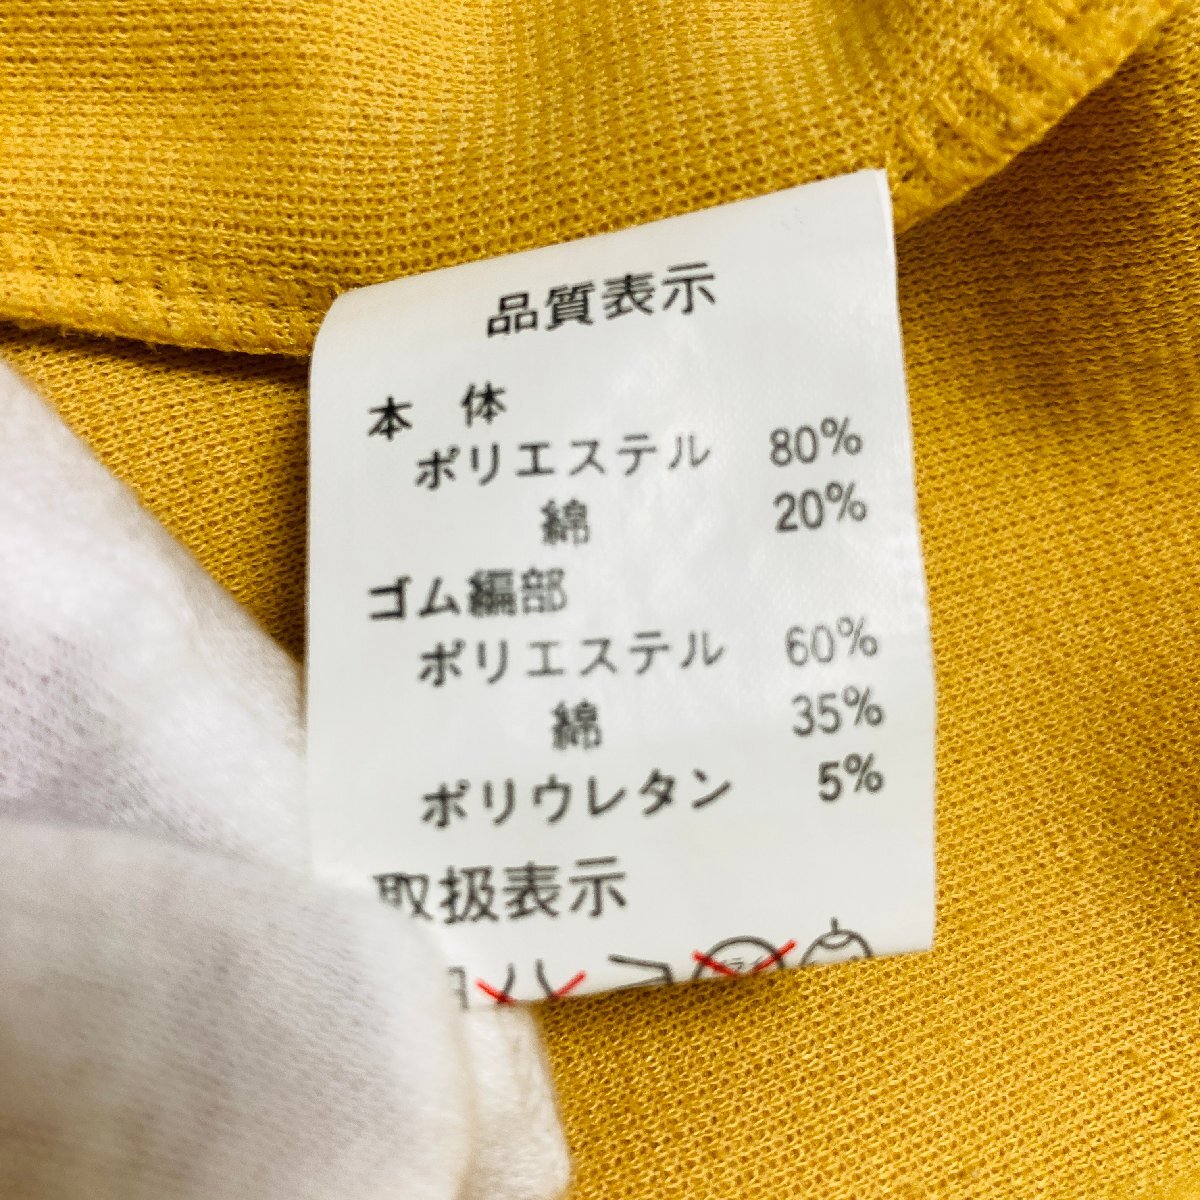 品質表示
本 体
ポリエステル 80%
綿 20%
ゴム編部
ポリエステル 60%
綿 35%
ポリウレタン 5%
取扱表示